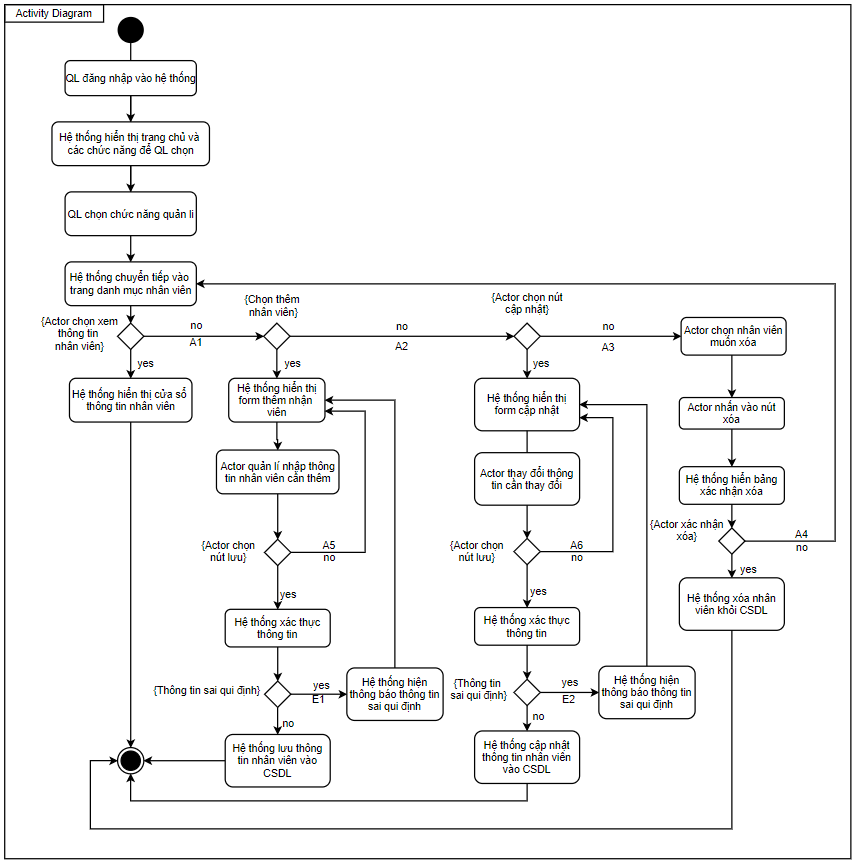 Activity Diagram
QL đăng nhập vào hệ thống
Hệ thống hiển thị trang chủ và
các chức năng để QL chọn
QL chọn chức năng quản lí
Hệ thống chuyển tiếp vào
trang danh mục nhân viên
{Actor chọn xem
thông tin
nhân viên}
no
A1
yes
Hệ thống hiển thị cửa sổ
thông tin nhân viên
{Chọn thêm
nhân viên}
no
A2
yes
Hệ thống hiển thị
form thêm nhận
viên
Actor quản lí nhập thông
tin nhân viên cần thêm
{Actor chọn
nút lưu}
A5
no
yes
Hệ thống xác thực
thông tin
{Thông tin sai qui định}
yes
E1
Hệ thống hiện
thông báo thông tin
sai qui định
no
Hệ thống lưu thông
tin nhân viên vào
CSDL
{Actor chọn nút
cập nhật}
no
A3
yes
Hệ thống hiển thị
form cập nhật
Actor thay đổi thông
tin cần thay đổi
{Actor chọn
nút lưu}
A6
no
yes
Hệ thống xác thực
thông tin
{Thông tin
sai qui định}
yes
E2
Hệ thống hiện
thông báo thông tin
sai qui định
no
Hệ thống cập nhật
thông tin nhân viên
vào CSDL
Actor chọn nhân viên
muốn xóa
Actor nhấn vào nút
xóa
Hệ thống hiển bảng
xác nhận xóa
{Actor xác nhận
xóa}
A4
no
yes
Hệ thống xóa nhân
viên khỏi CSDL